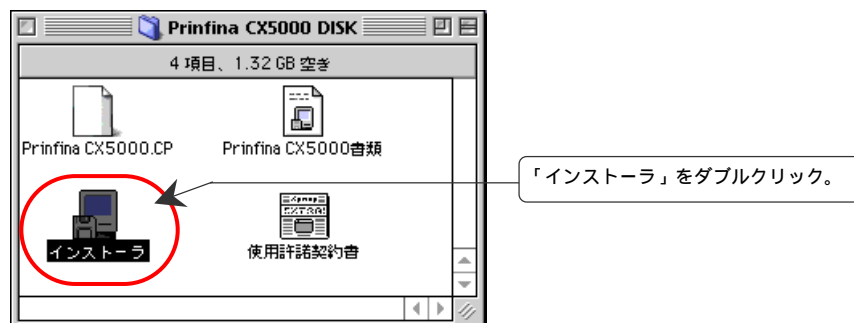 Prinfina CX5000 DISK
4 項目、1.32 GB 空き
Prinfina CX5000.CP
Prinfina CX5000書類
「インストーラ」をダブルクリック。
インストーラ
使用許諾契約書